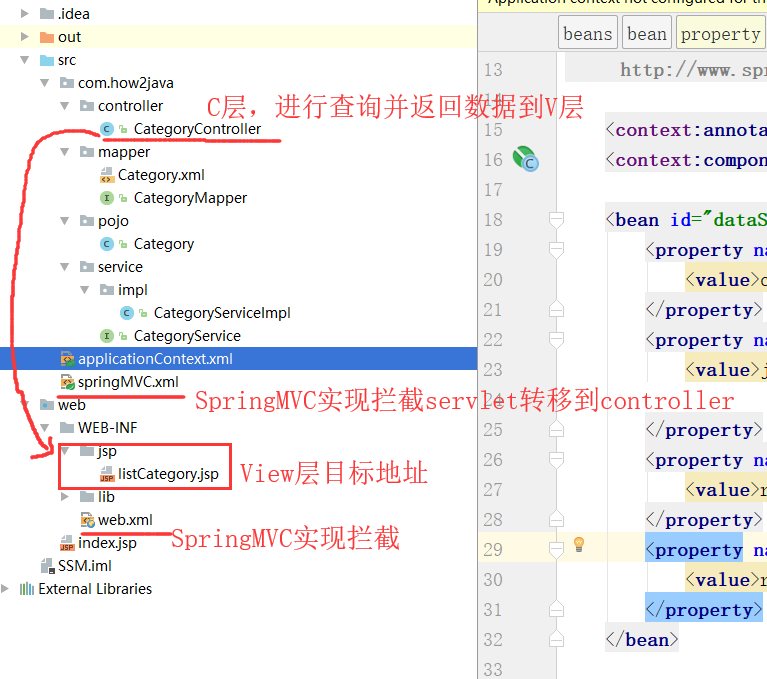 Application context not configured for th
.idea
out
src
com.how2java
controller
C层，进行查询并返回数据到V层
CategoryController
mapper
Category.xml
CategoryMapper
pojo
Category
service
impl
CategoryServiceImpl
CategoryService
applicationContext.xml
springMVC.xml
SpringMVC实现拦截servlet转移到controller
web
WEB-INF
jsp
listCategory.jsp
View层目标地址
lib
web.xml
SpringMVC实现拦截
index.jsp
SSM.iml
External Libraries
beans bean property
13 http://www.spr
15 <context:annota
16 <context:compon
17
18 <bean id="dataS
19 <property na
20 <value>c
21 </property>
22 <property na
23 <value>j
25 </property>
26 <property na
27 <value>r
28 </property>
29 <property na
30 <value>r
31 </property>
32 </bean>
33